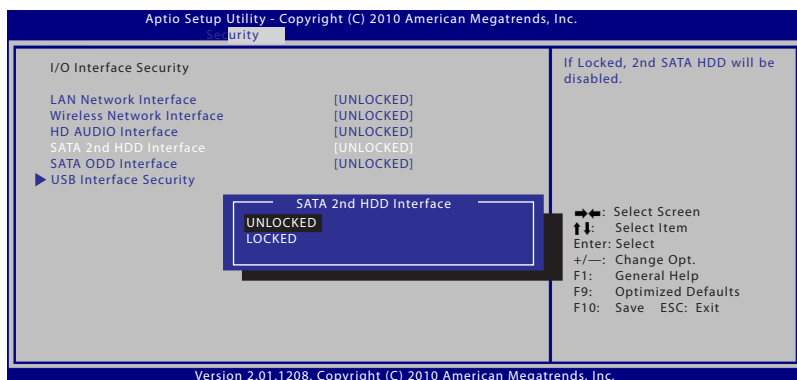 Aptio Setup Utility - Copyright (C) 2010 American Megatrends, Inc.
Security
I/O Interface Security
LAN Network Interface [UNLOCKED]
Wireless Network Interface [UNLOCKED]
HD AUDIO Interface [UNLOCKED]
SATA 2nd HDD Interface [UNLOCKED]
SATA ODD Interface [UNLOCKED]
USB Interface Security
SATA 2nd HDD Interface
UNLOCKED
LOCKED
If Locked, 2nd SATA HDD will be
disabled.
: Select Screen
: Select Item
Enter: Select
+/—: Change Opt.
F1: General Help
F9: Optimized Defaults
F10: Save ESC: Exit
Version 2.01.1208. Copyright (C) 2010 American Megatrends, Inc.